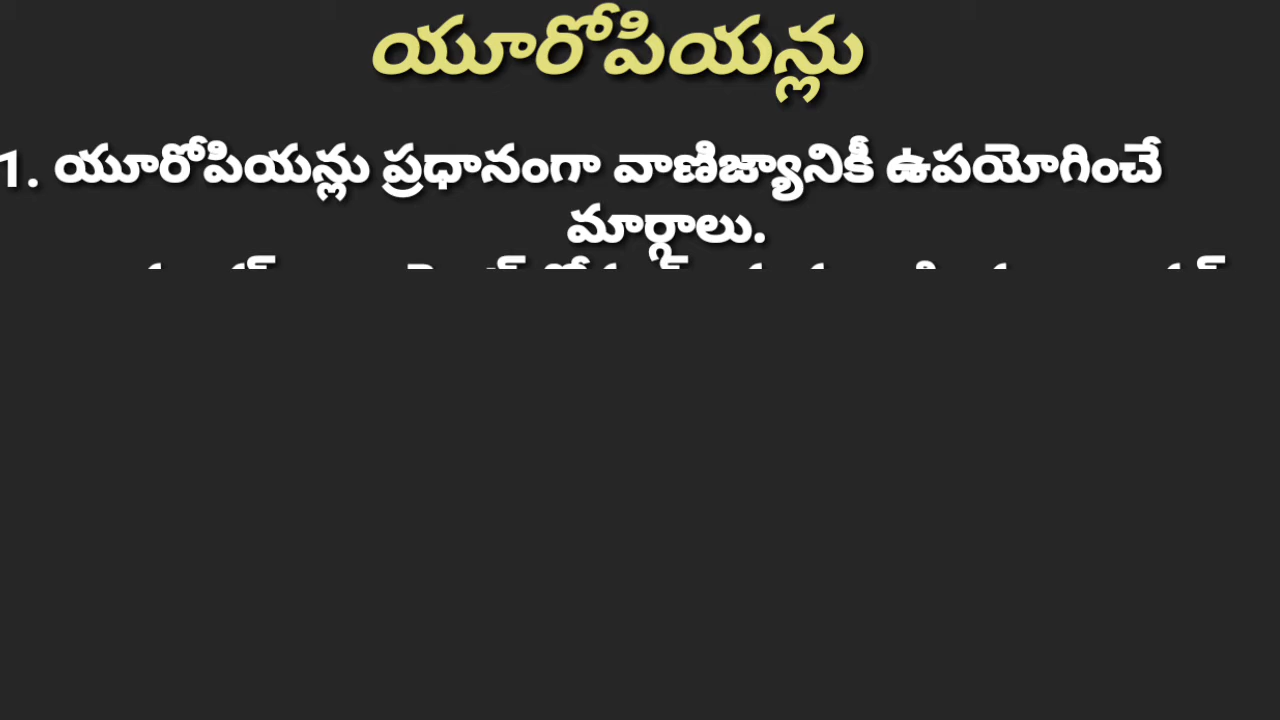 యూరోపియన్లు
1. యూరోపియన్లు ప్రధానంగా వాణిజ్యానికీ ఉపయోగించే
మార్గాలు.